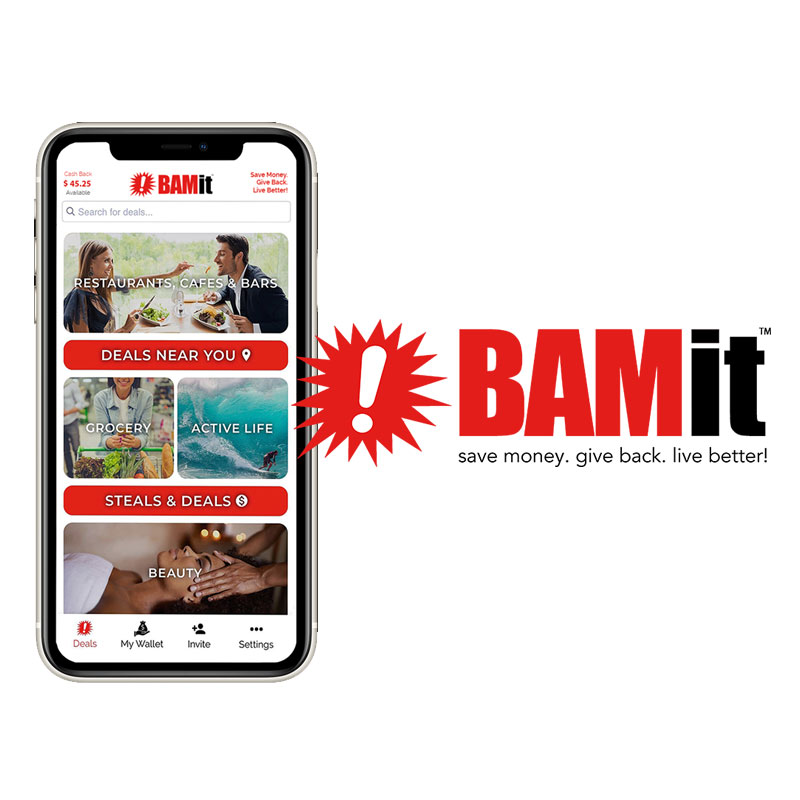 Cash Back
$ 45.25
Available
! BAMit
Save Money.
Give Back.
Live Better!
Search for deals...
RESTAURANTS, CAFES & BARS
DEALS NEAR YOU
GROCERY
ACTIVE LIFE
STEALS & DEALS $
BEAUTY
Deals
My Wallet
Invite
Settings
! BAMit™
save money. give back. live better!